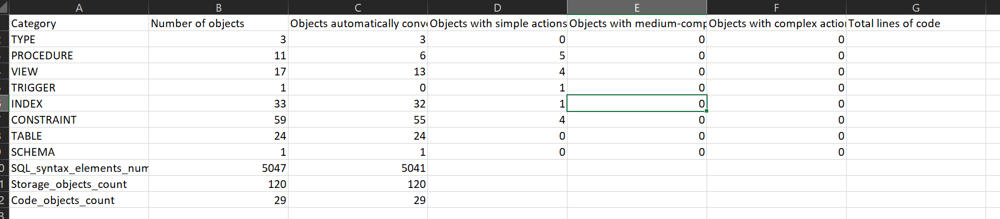 A B C D E F G
Category Number of objects Objects automatically conv Objects with simple actions Objects with medium-comp Objects with complex actio Total lines of code
TYPE 3 3 0 0 0
PROCEDURE 11 6 5 0 0
VIEW 17 13 4 0 0
TRIGGER 1 0 1 0 0
INDEX 33 32 1 0 0
CONSTRAINT 59 55 4 0 0
TABLE 24 24 0 0 0
SCHEMA 1 1 0 0 0
SQL_syntax_elements_num 5047 5041
Storage_objects_count 120 120
Code_objects_count 29 29